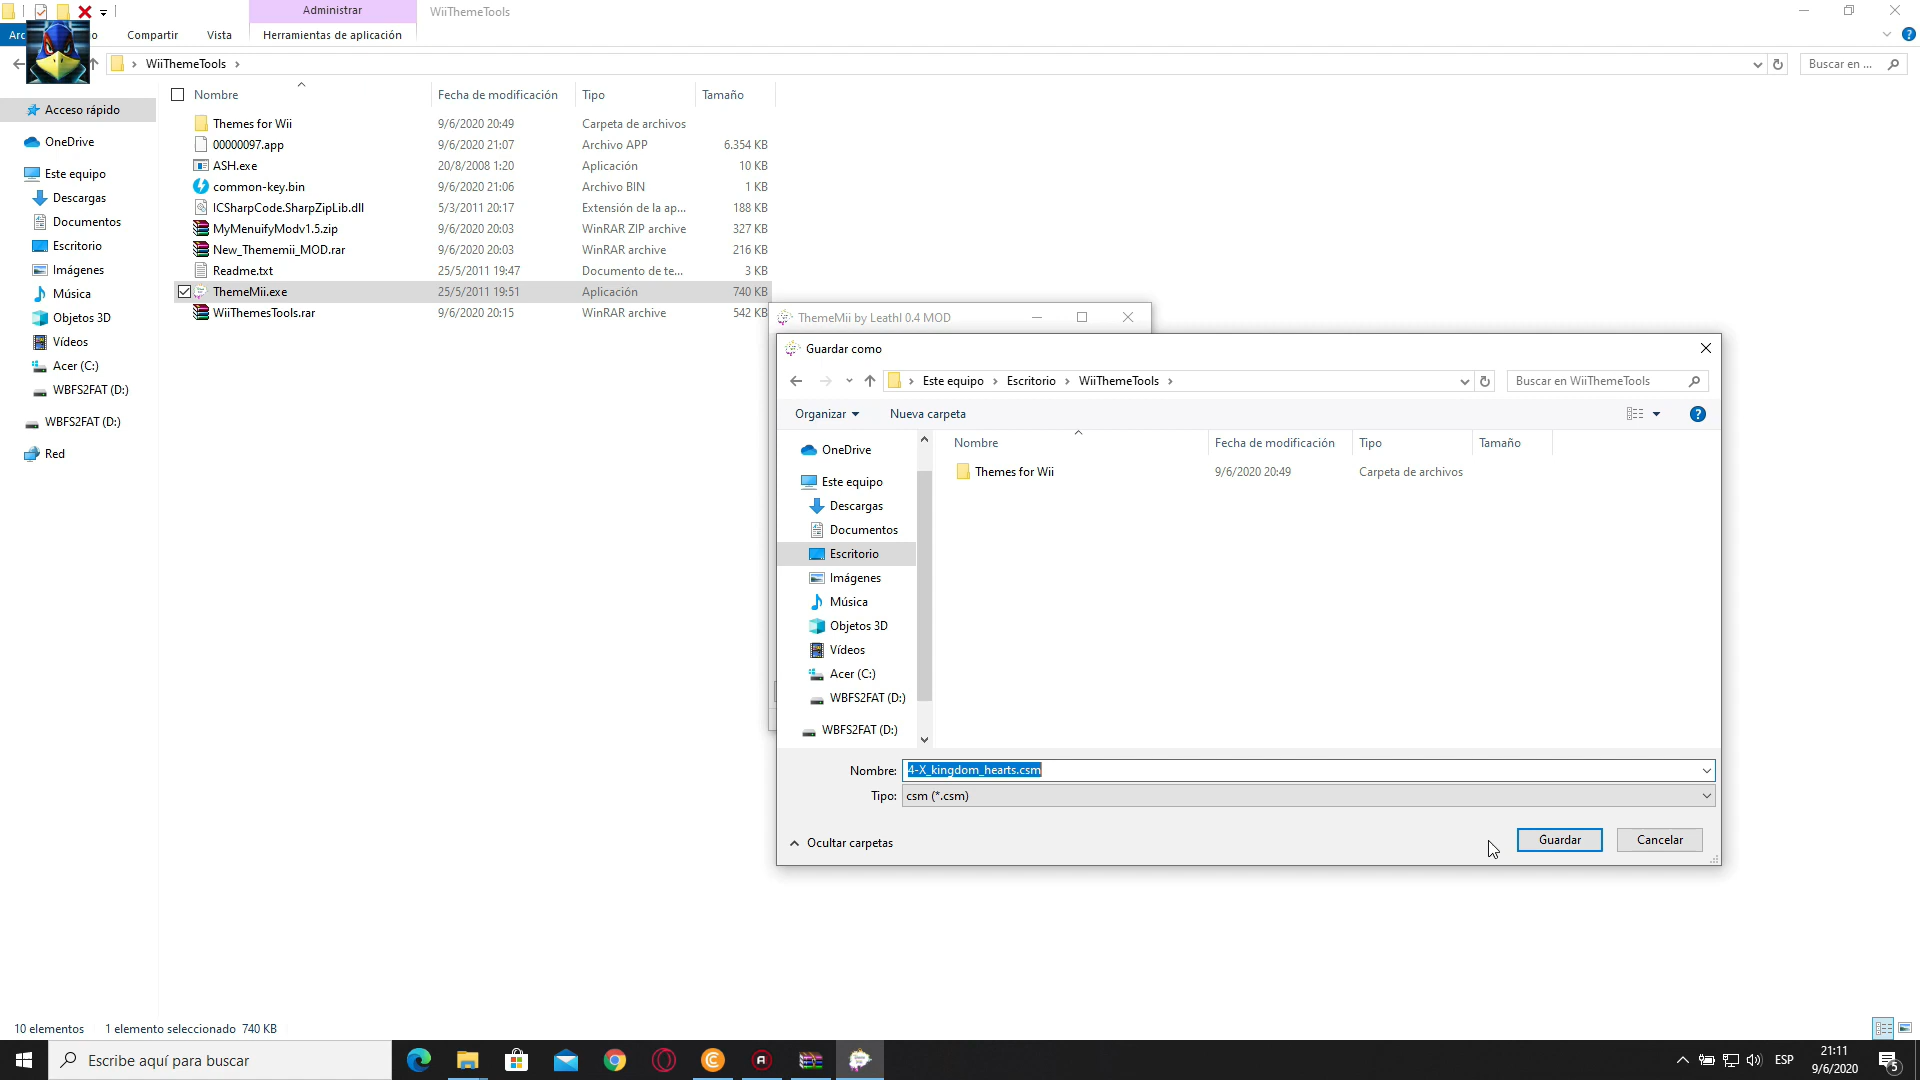 Administrar
WiiThemeTools
Arc
o
Compartir
Vista
Herramientas de aplicación
WiiThemeTools
Buscar en ...
Nombre
Fecha de modificación
Tipo
Tamaño
Acceso rápido
OneDrive
Este equipo
Descargas
Documentos
Escritorio
Imágenes
Música
Objetos 3D
Vídeos
Acer (C:)
WBFS2FAT (D:)
WBFS2FAT (D:)
Red
Themes for Wii 9/6/2020 20:49 Carpeta de archivos
00000097.app 9/6/2020 21:07 Archivo APP 6.354 KB
ASH.exe 20/8/2008 1:20 Aplicación 10 KB
common-key.bin 9/6/2020 21:06 Archivo BIN 1 KB
ICSharpCode.SharpZipLib.dll 5/3/2011 20:17 Extensión de la ap... 188 KB
MyMenuifyModv1.5.zip 9/6/2020 20:03 WinRAR ZIP archive 327 KB
New_Thememii_MOD.rar 9/6/2020 20:03 WinRAR archive 216 KB
Readme.txt 25/5/2011 19:47 Documento de te... 3 KB
ThemeMii.exe 25/5/2011 19:51 Aplicación 740 KB
WiiThemesTools.rar 9/6/2020 20:15 WinRAR archive 542 KB
ThemeMii by Leathl 0.4 MOD
Guardar como
Este equipo
Escritorio
WiiThemeTools
Buscar en WiiThemeTools
Organizar
Nueva carpeta
OneDrive
Este equipo
Descargas
Documentos
Escritorio
Imágenes
Música
Objetos 3D
Vídeos
Acer (C:)
WBFS2FAT (D:)
WBFS2FAT (D:)
Nombre
Fecha de modificación
Tipo
Tamaño
Themes for Wii 9/6/2020 20:49 Carpeta de archivos
Nombre: 4-X_kingdom_hearts.csm
Tipo: csm (*.csm)
Ocultar carpetas
Guardar
Cancelar
10 elementos
1 elemento seleccionado 740 KB
Escribe aquí para buscar
ESP
21:11
9/6/2020
5